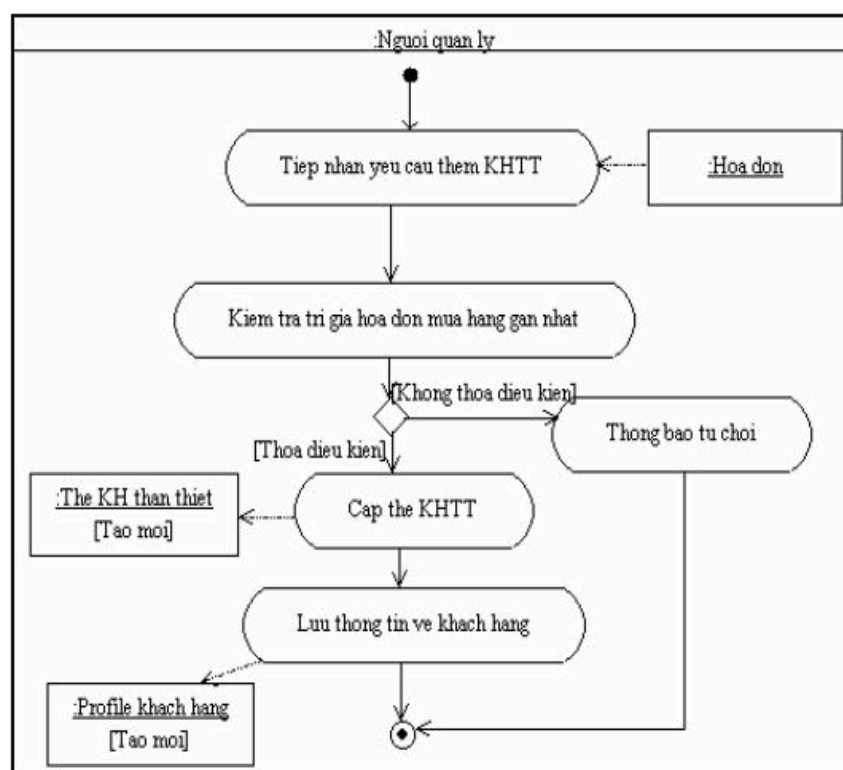 :Nguoi quan ly
Tiep nhan yeu cau them KHTT
:Hoa don
Kiem tra tri gia hoa don mua hang gan nhat
[Khong thoa dieu kien]
Thong bao tu choi
[Thoa dieu kien]
:The KH than thiet
[Tao moi]
Cap the KHTT
Luu thong tin ve khach hang
:Profile khach hang
[Tao moi]